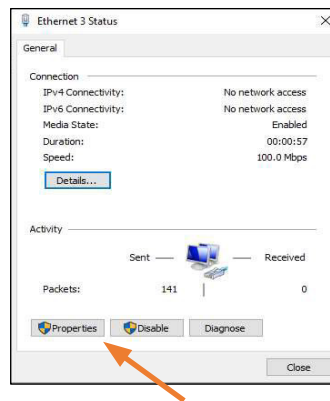 Ethernet 3 Status
General
Connection
IPv4 Connectivity: No network access
IPv6 Connectivity: No network access
Media State: Enabled
Duration: 00:00:57
Speed: 100.0 Mbps
Details...
Activity
Sent — — Received
Packets: 141 0
Properties Disable Diagnose
Close